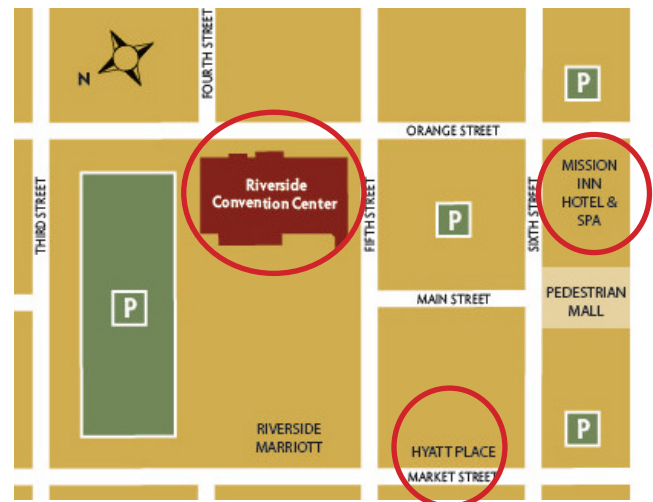 N
FOURTH STREET
P
ORANGE STREET
Riverside
Convention Center
MISSION
INN
HOTEL &
SPA
THIRD STREET
FIFTH STREET
P
SIXTH STREET
P
MAIN STREET
PEDESTRIAN
MALL
RIVERSIDE
MARRIOTT
HYATT PLACE
P
MARKET STREET